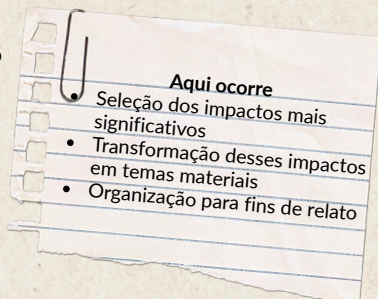 Aqui ocorre
• Seleção dos impactos mais
significativos
• Transformação desses impactos
em temas materiais
• Organização para fins de relato